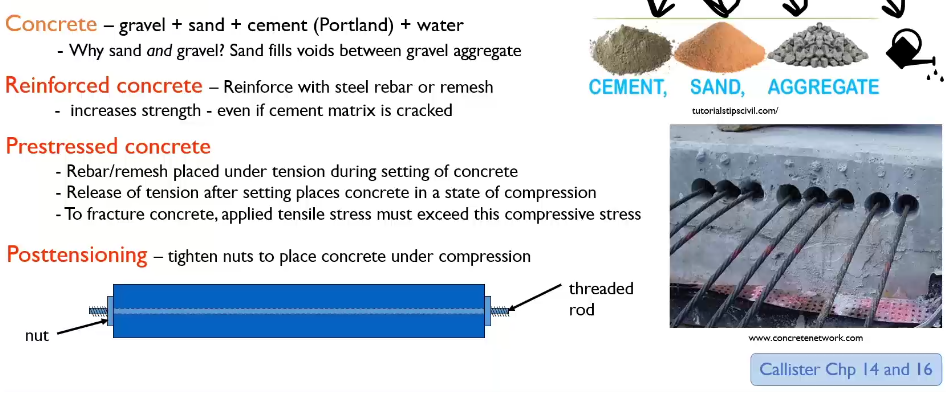 Concrete – gravel + sand + cement (Portland) + water
- Why sand and gravel? Sand fills voids between gravel aggregate
Reinforced concrete – Reinforce with steel rebar or remesh
- increases strength - even if cement matrix is cracked
Prestressed concrete
- Rebar/remesh placed under tension during setting of concrete
- Release of tension after setting places concrete in a state of compression
- To fracture concrete, applied tensile stress must exceed this compressive stress
Posttensioning – tighten nuts to place concrete under compression
nut
threaded
rod
CEMENT, SAND, AGGREGATE
tutorialstipscivil.com/
www.concretenetwork.com
Callister Chp 14 and 16